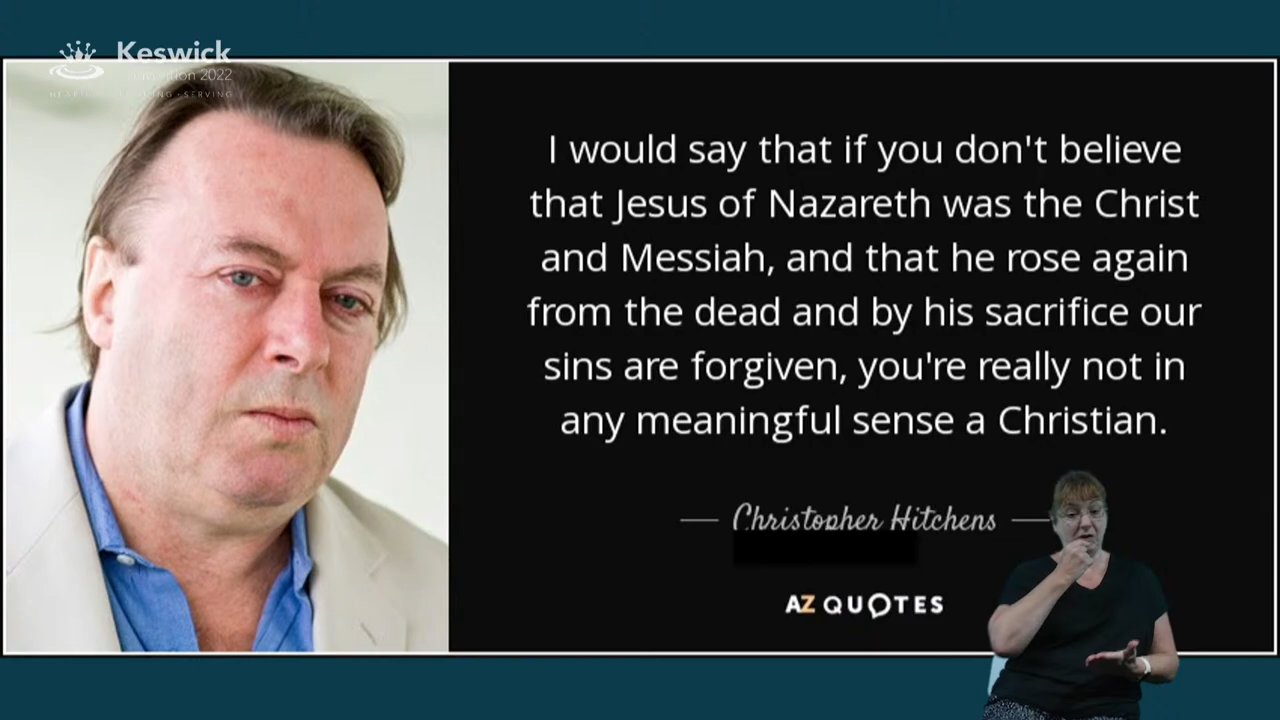 Keswick
Convention 2022
I would say that if you don't believe
that Jesus of Nazareth was the Christ
and Messiah, and that he rose again
from the dead and by his sacrifice our
sins are forgiven, you're really not in
any meaningful sense a Christian.
Christopher Hitchens
AZ QUOTES